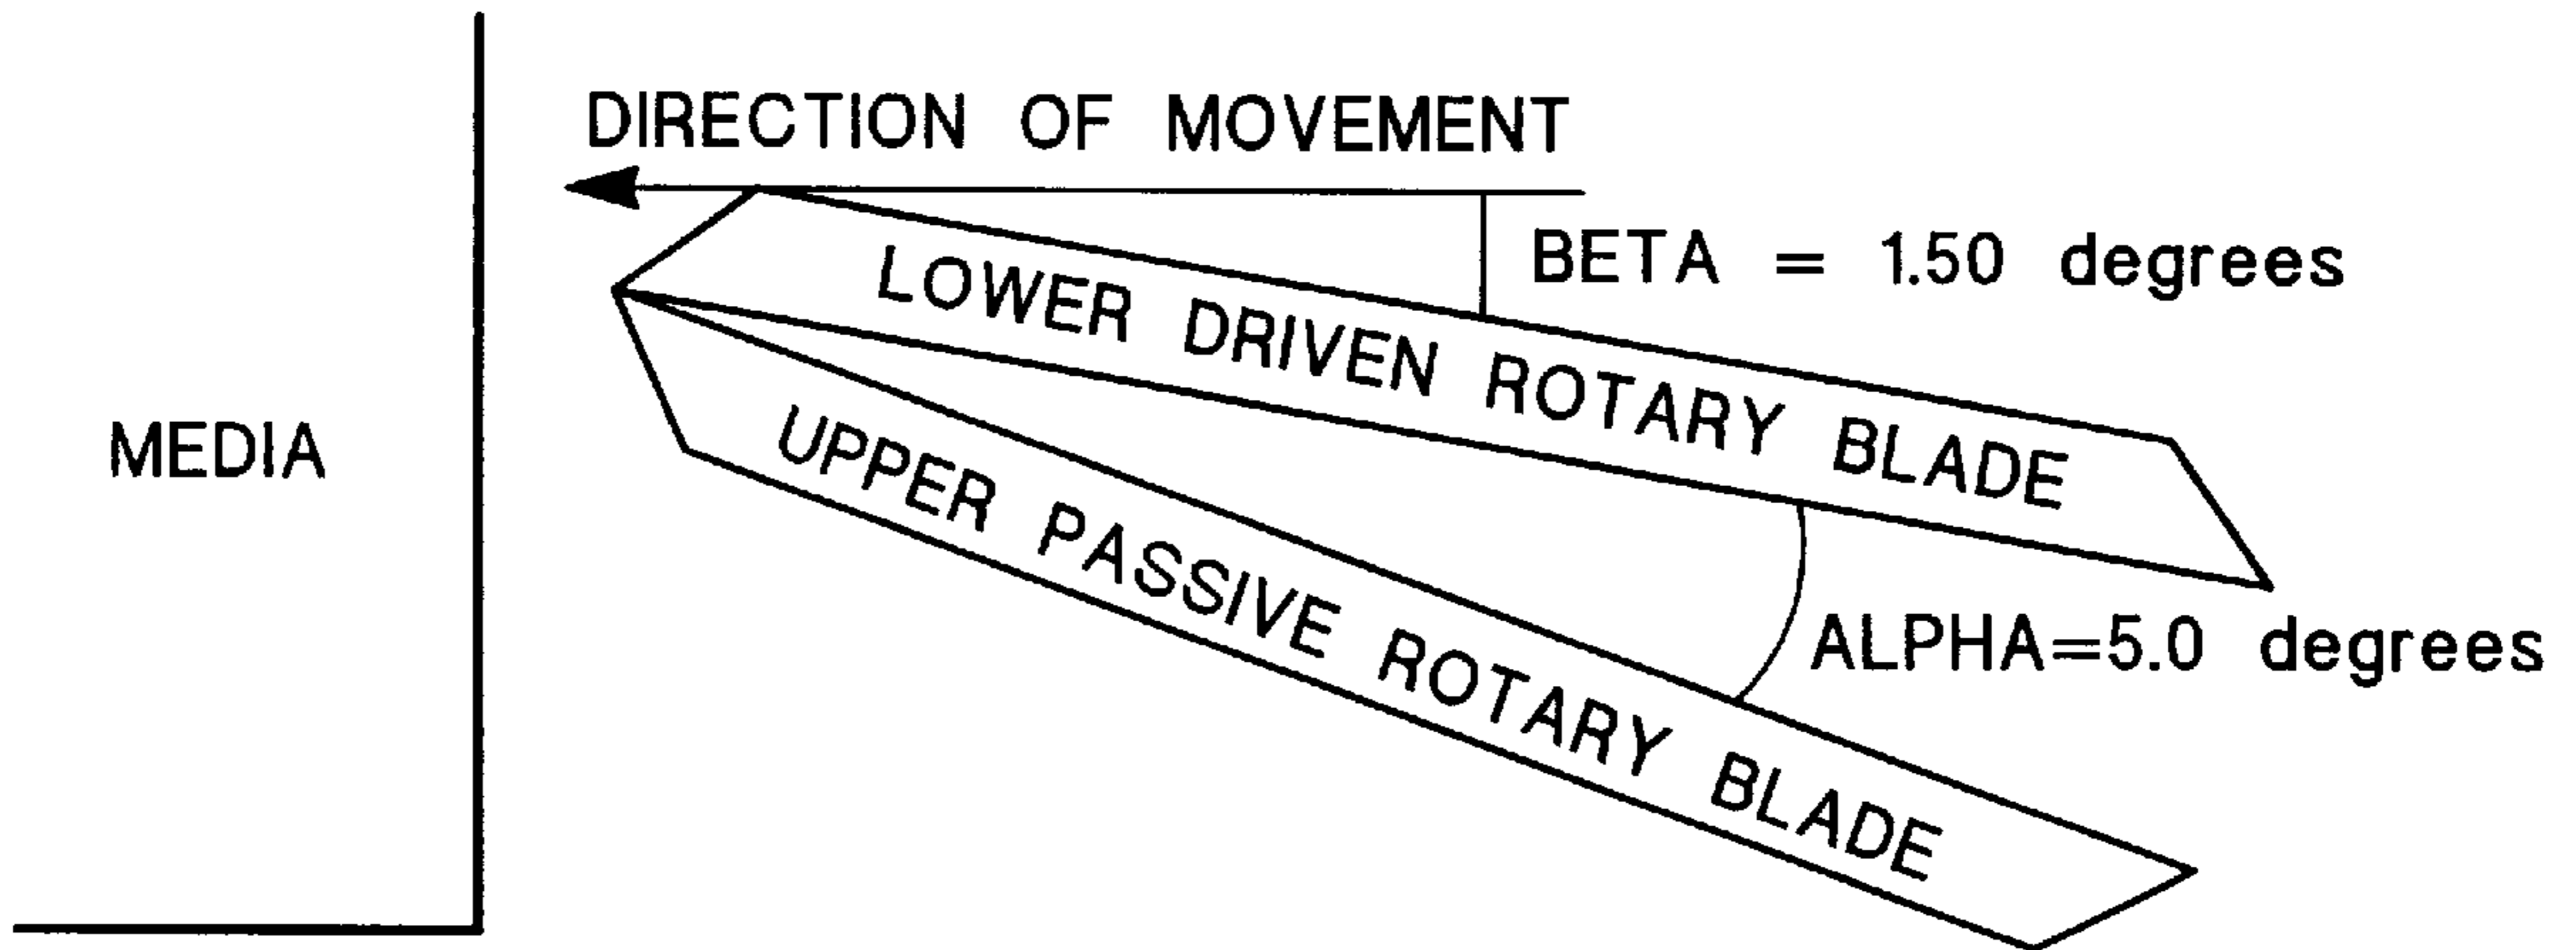 DIRECTION OF MOVEMENT
BETA = 1.50 degrees
LOWER DRIVEN ROTARY BLADE
MEDIA
UPPER PASSIVE ROTARY BLADE
ALPHA=5.0 degrees